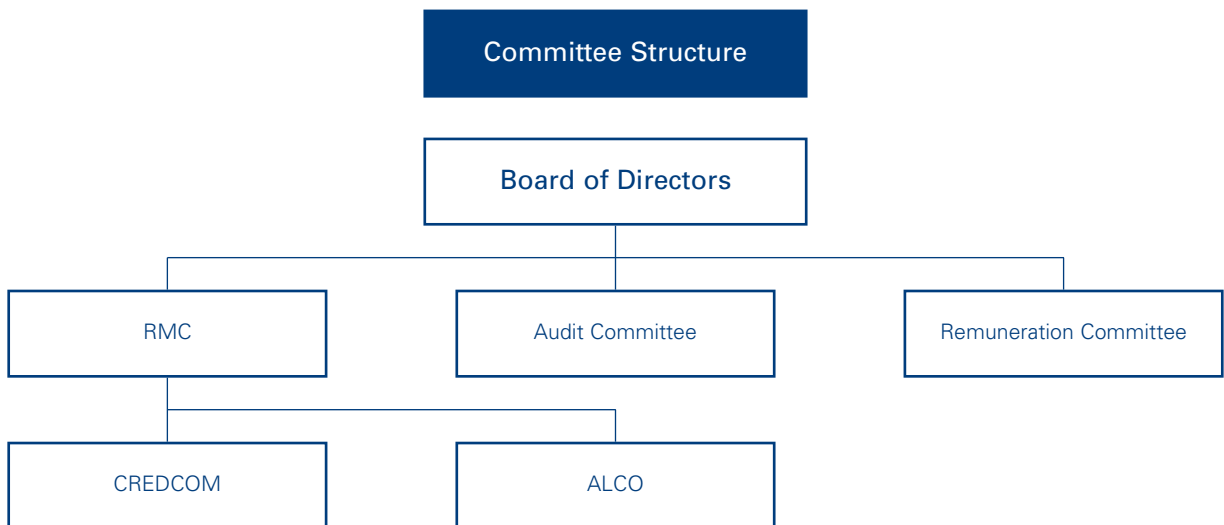 Committee Structure
Board of Directors
RMC
Audit Committee
Remuneration Committee
CREDCOM
ALCO